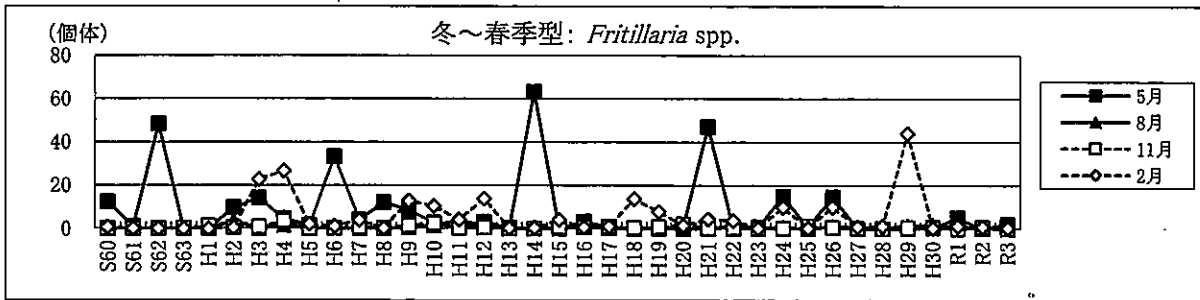 冬～春季型: Fritillaria spp.
(個体)
80
60
40
20
0
S60 S61 S62 S63 H1 H2 H3 H4 H5 H6 H7 H8 H9 H10 H11 H12 H13 H14 H15 H16 H17 H18 H19 H20 H21 H22 H23 H24 H25 H26 H27 H28 H29 H30 R1 R2 R3
5月
8月
11月
2月